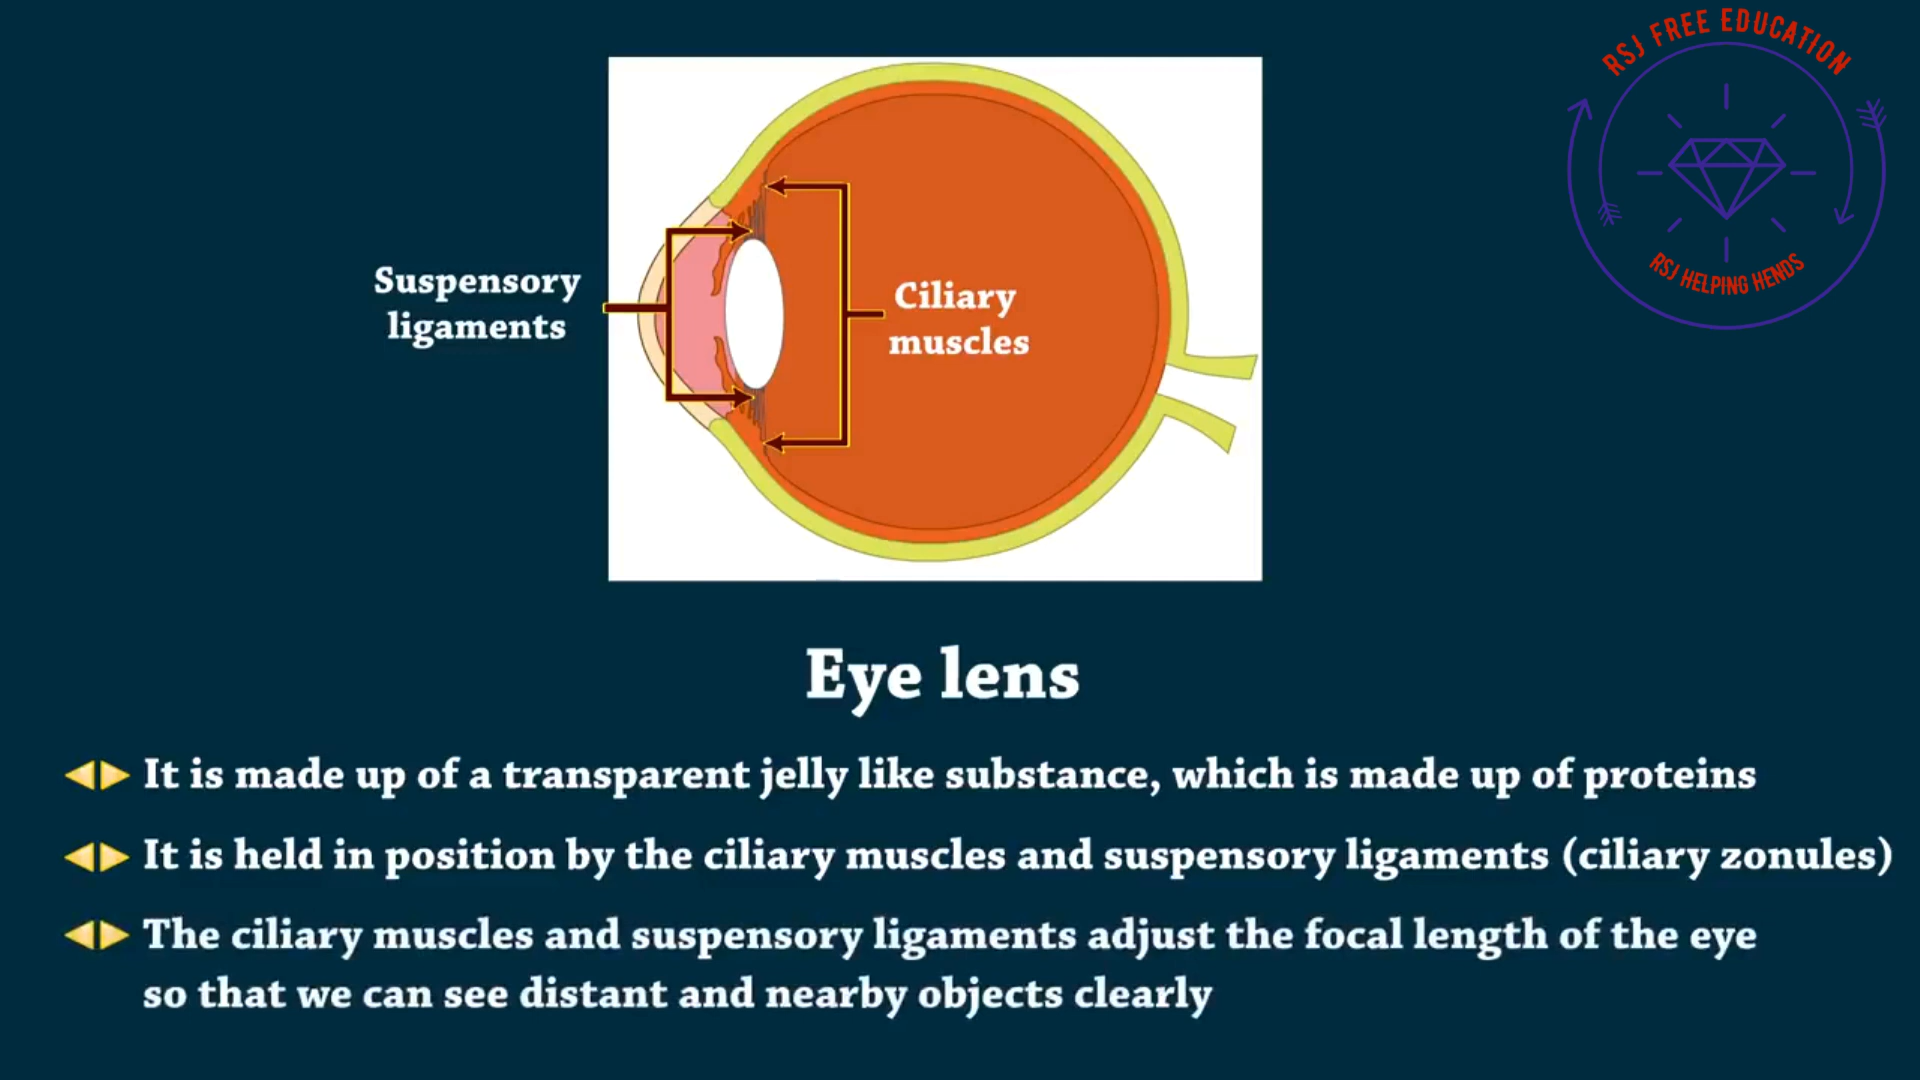 RSJ FREE EDUCATION
RSJ HELPING HENDS
Suspensory
ligaments
Ciliary
muscles
Eye lens
It is made up of a transparent jelly like substance, which is made up of proteins
It is held in position by the ciliary muscles and suspensory ligaments (ciliary zonules)
The ciliary muscles and suspensory ligaments adjust the focal length of the eye
so that we can see distant and nearby objects clearly